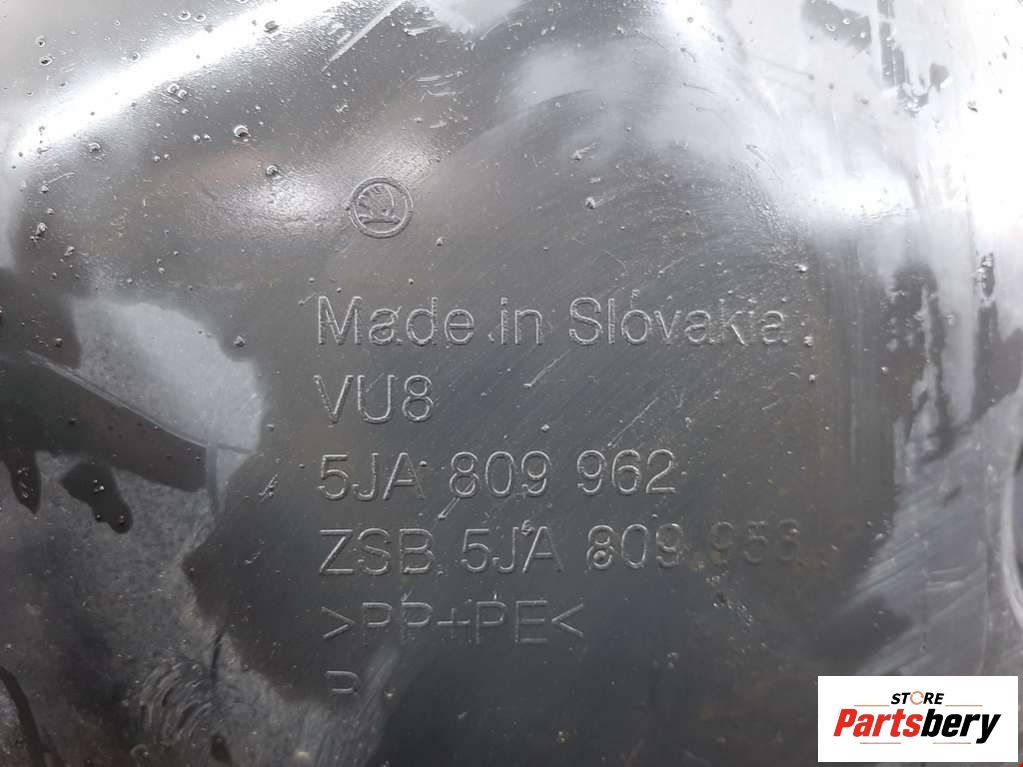 Made in Slovakia
VU8
5JA 809 962
ZSB 5JA 809
>PP+PE<
STORE
Partsbery